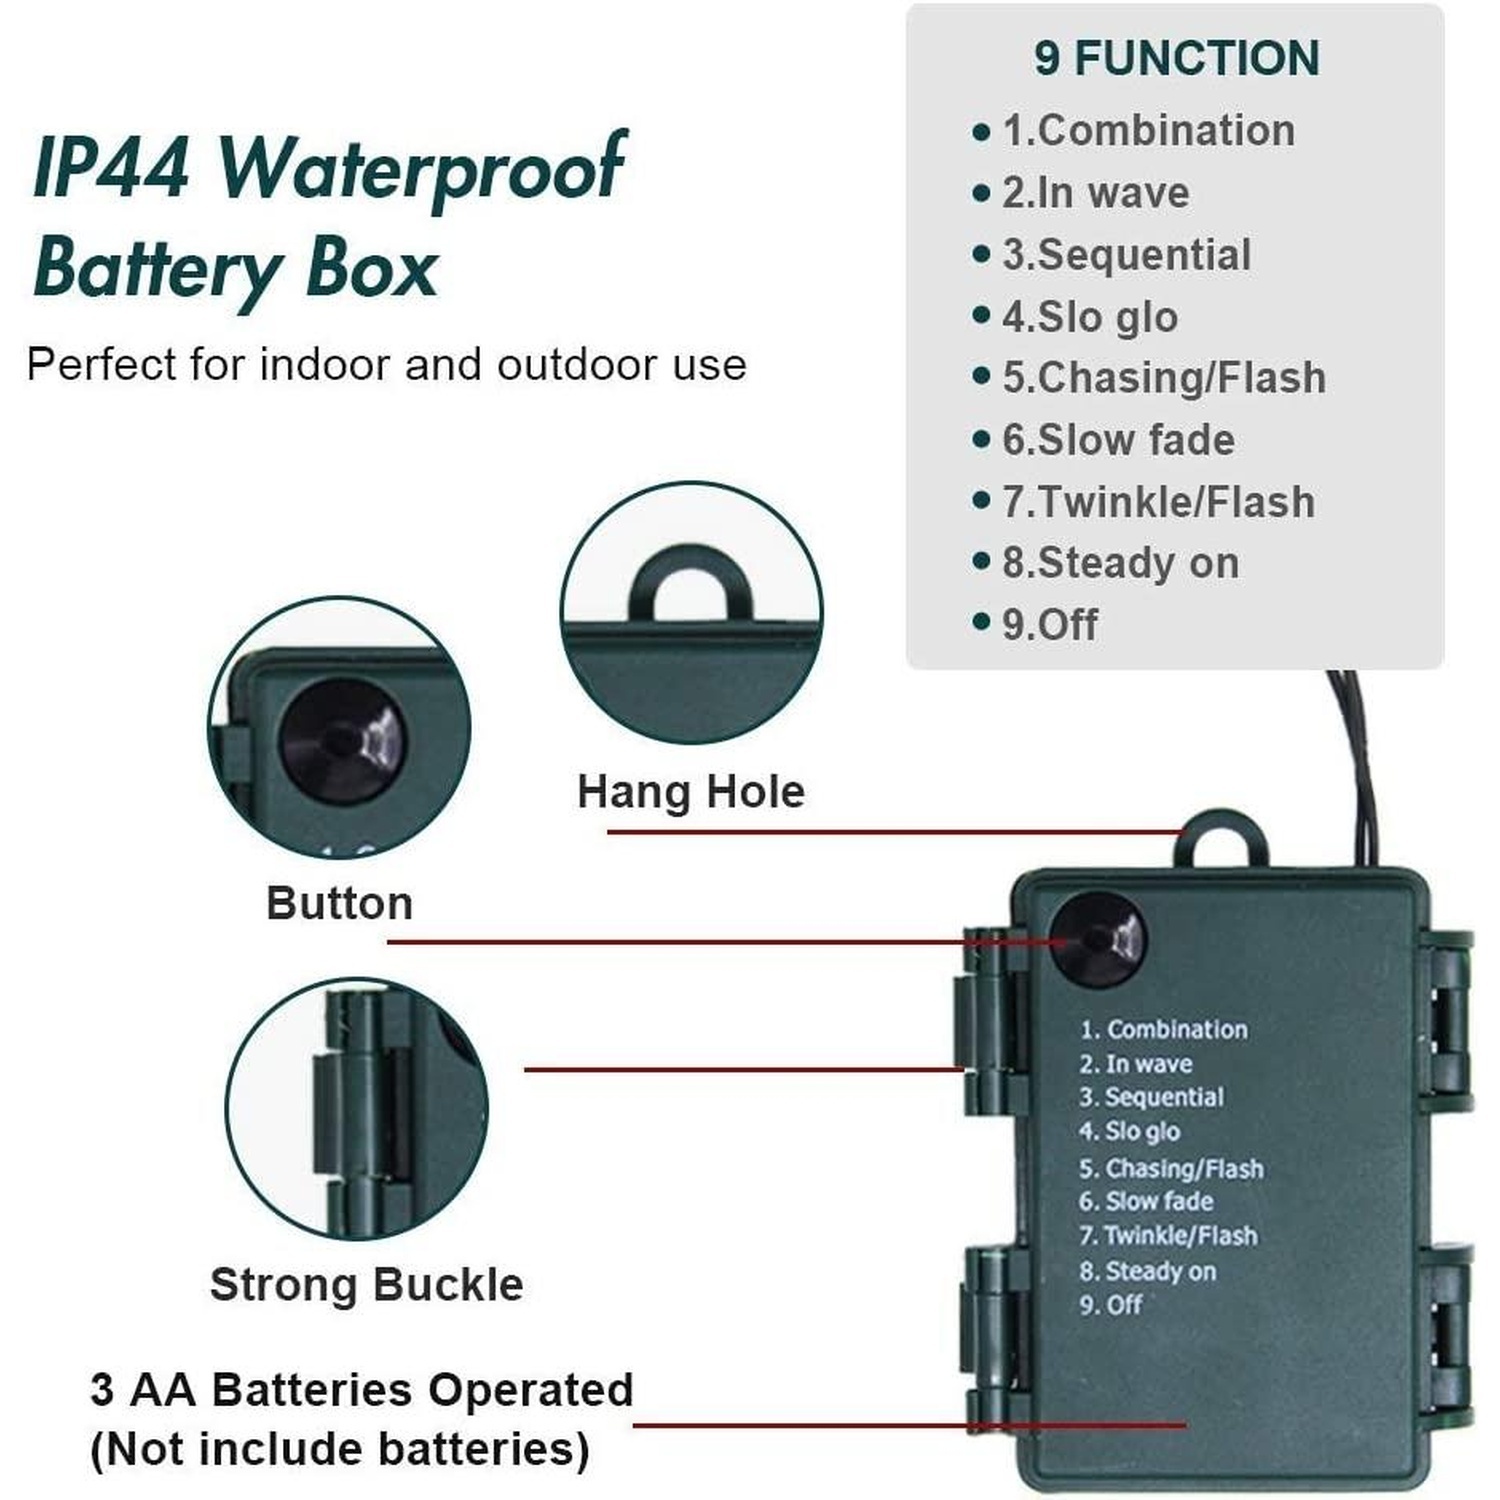 IP44 Waterproof
Battery Box
Perfect for indoor and outdoor use
9 FUNCTION
• 1.Combination
• 2.In wave
• 3.Sequential
• 4.Slo glo
• 5.Chasing/Flash
• 6.Slow fade
• 7.Twinkle/Flash
• 8.Steady on
• 9.Off
Hang Hole
Button
Strong Buckle
3 AA Batteries Operated
(Not include batteries)
1. Combination
2. In wave
3. Sequential
4. Slo glo
5. Chasing/Flash
6. Slow fade
7. Twinkle/Flash
8. Steady on
9. Off